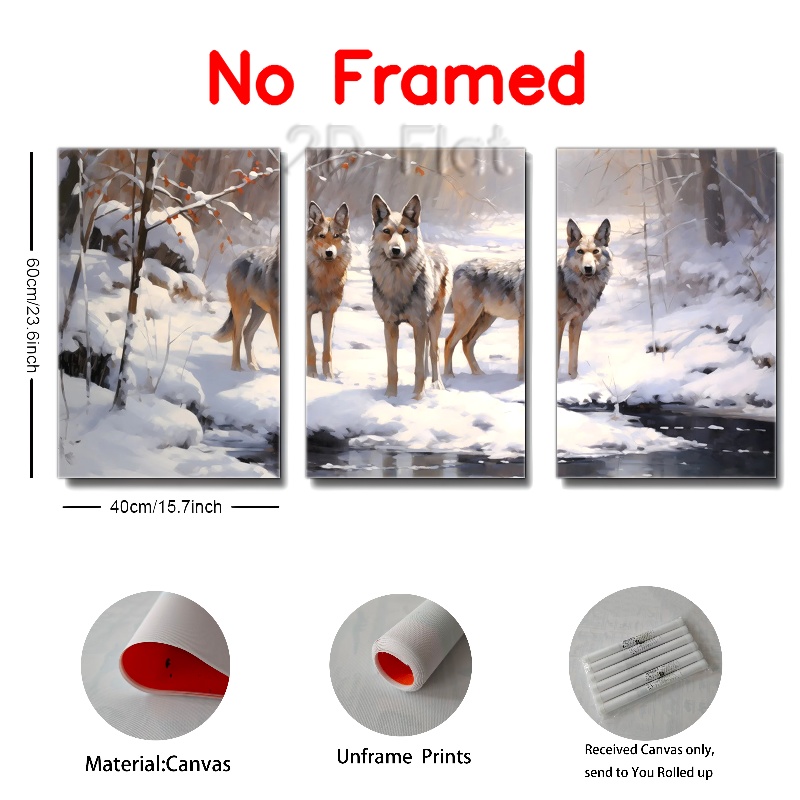 No Framed
2D Flat
60cm/23.6inch
40cm/15.7inch
Material:Canvas
Unframe Prints
Received Canvas only,
send to You Rolled up